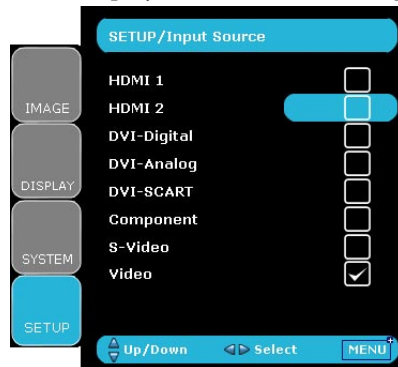 SETUP/Input Source
HDMI 1
IMAGE
HDMI 2
DVI-Digital
DVI-Analog
DISPLAY
DVI-SCART
Component
S-Video
SYSTEM
Video
SETUP
Up/Down Select MENU